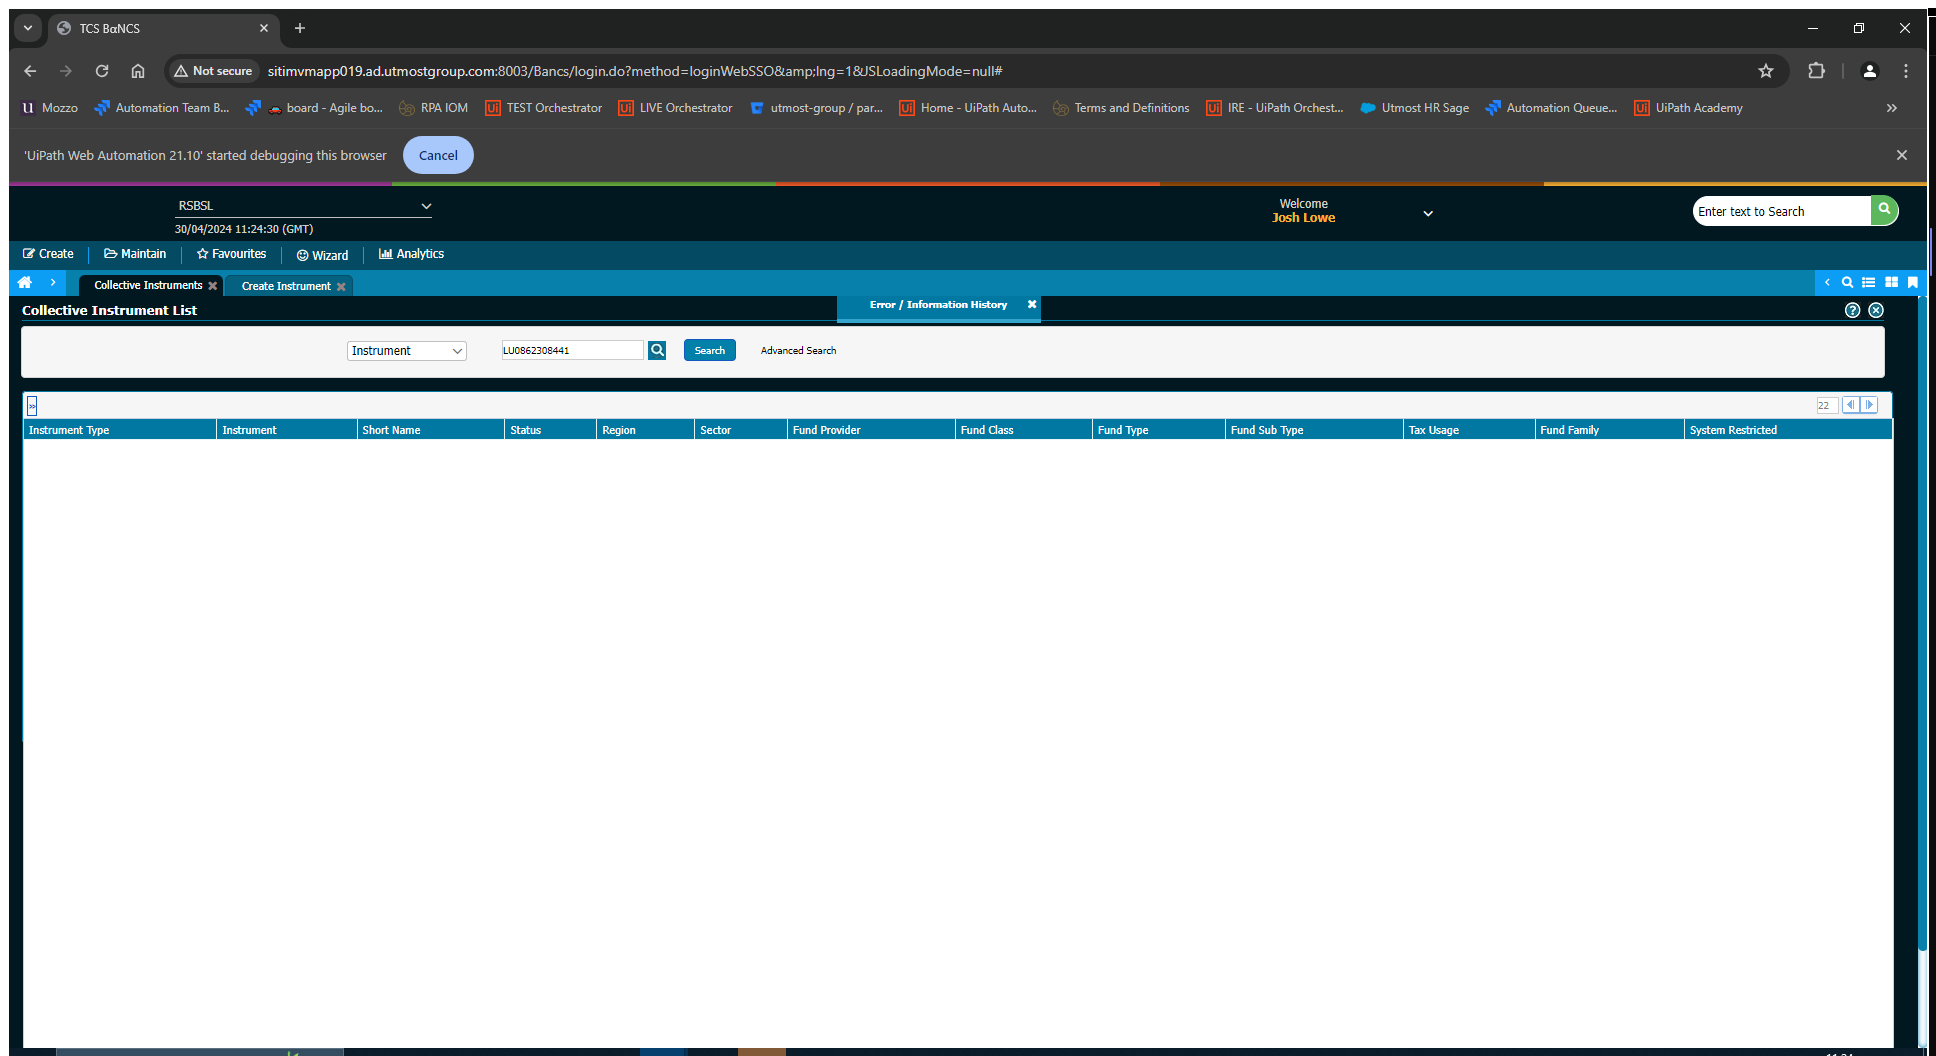 TCS BαNCS
Not secure
sitimvmapp019.ad.utmostgroup.com:8003/Bancs/login.do?method=loginWebSSO&amp;lng=1&JSLoadingMode=null#
u Mozzo Automation Team B... board - Agile bo... RPA IOM Ui TEST Orchestrator Ui LIVE Orchestrator utmost-group / par... Ui Home - UiPath Auto... Terms and Definitions Ui IRE - UiPath Orchest... Utmost HR Sage Automation Queue... Ui UiPath Academy »
'UiPath Web Automation 21.10' started debugging this browser Cancel
RSBSL
30/04/2024 11:24:30 (GMT)
Welcome
Josh Lowe
Enter text to Search
Create Maintain Favourites Wizard Analytics
Collective Instruments Create Instrument
Collective Instrument List
Error / Information History
Instrument LU0862308441 Search Advanced Search
» 22
Instrument Type Instrument Short Name Status Region Sector Fund Provider Fund Class Fund Type Fund Sub Type Tax Usage Fund Family System Restricted